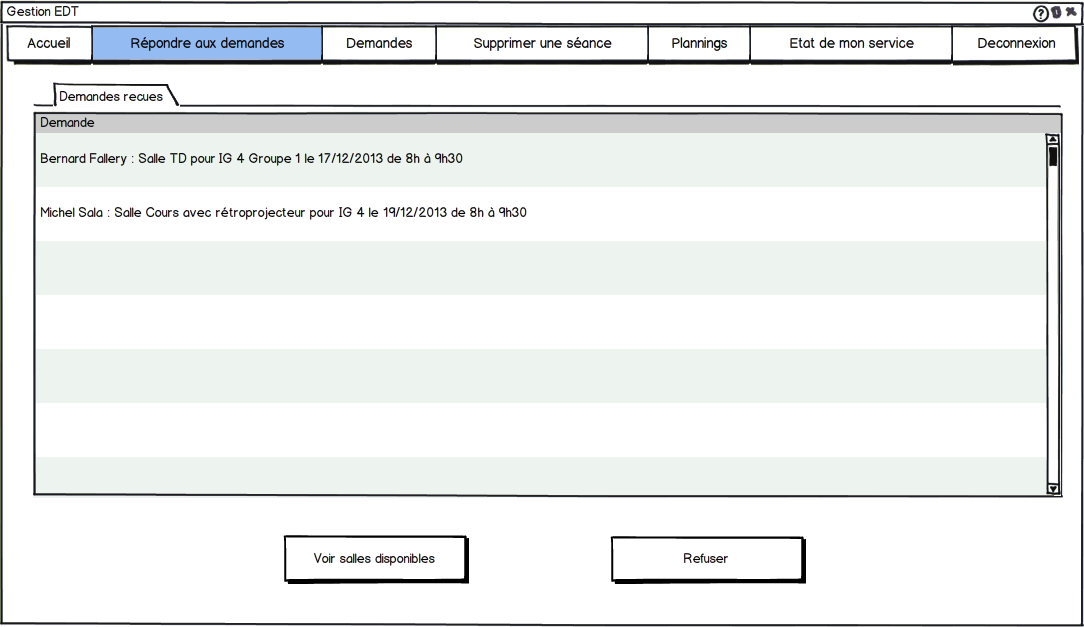 Gestion EDT
Accueil
Répondre aux demandes
Demandes
Supprimer une séance
Plannings
Etat de mon service
Deconnexion
Demandes recues
Demande
Bernard Fallery : Salle TD pour IG 4 Groupe 1 le 17/12/2013 de 8h à 9h30
Michel Sala : Salle Cours avec rétroprojecteur pour IG 4 le 19/12/2013 de 8h à 9h30
Voir salles disponibles
Refuser